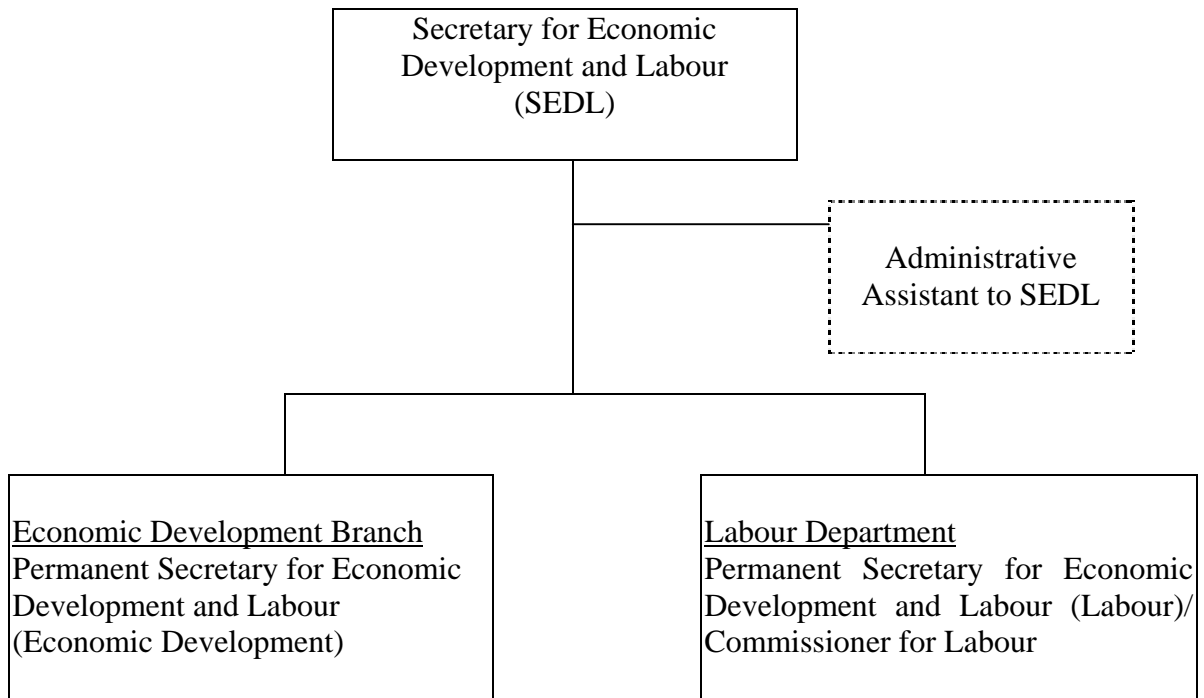 Secretary for Economic
Development and Labour
(SEDL)
Administrative
Assistant to SEDL
Economic Development Branch
Permanent Secretary for Economic
Development and Labour
(Economic Development)
Labour Department
Permanent Secretary for Economic
Development and Labour (Labour)/
Commissioner for Labour